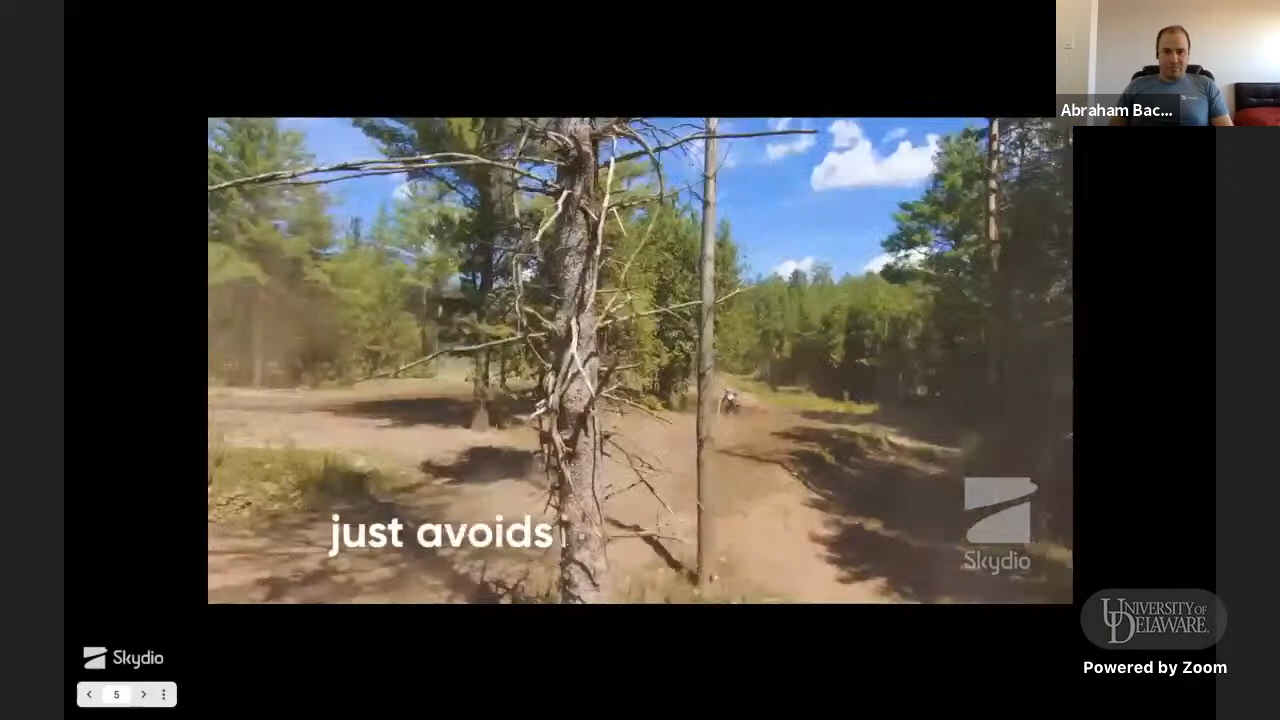 Abraham Bac...
just avoids
Skydio
UNIVERSITY OF
DELAWARE.
Skydio
Powered by Zoom
5